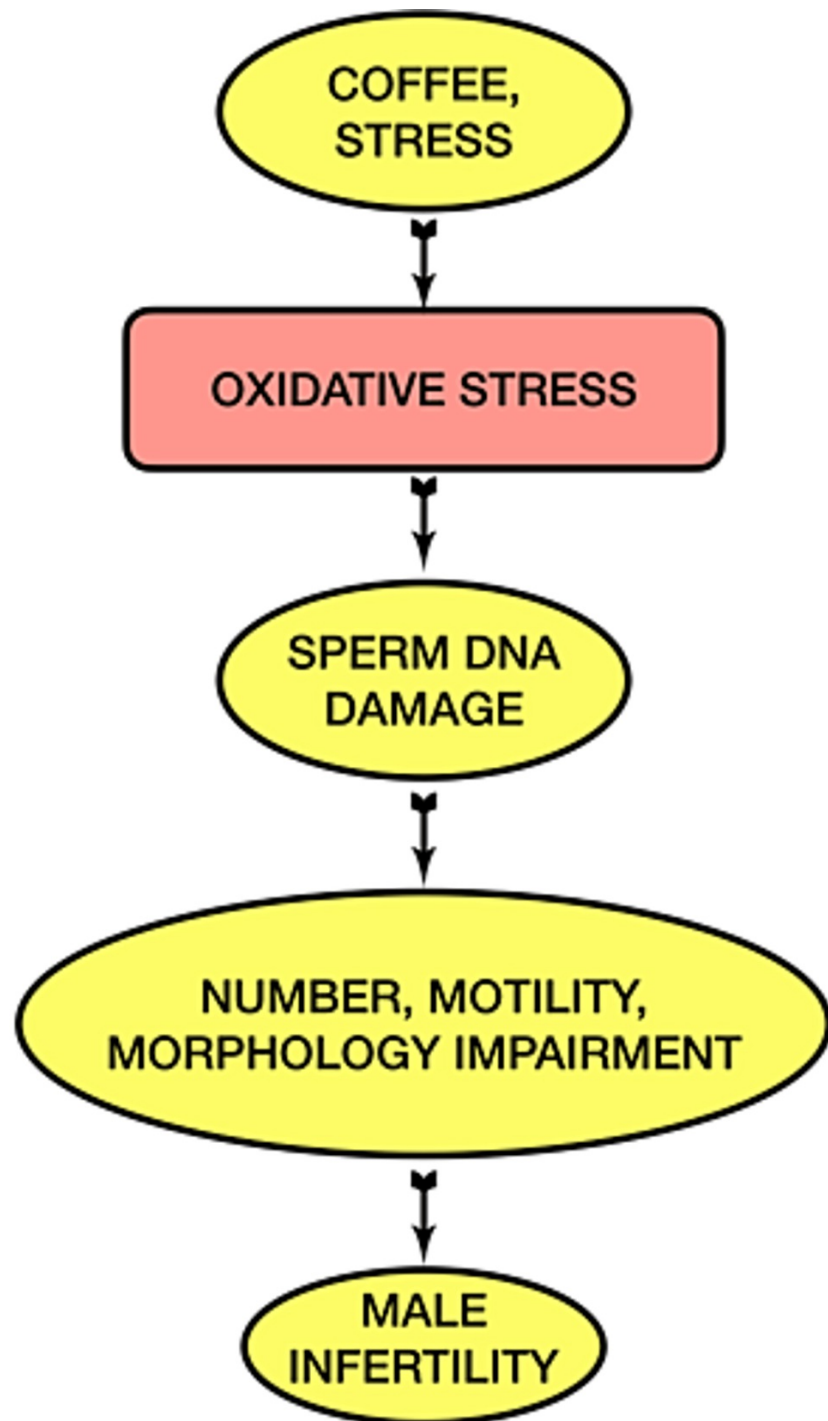 COFFEE,
STRESS
OXIDATIVE STRESS
SPERM DNA
DAMAGE
NUMBER, MOTILITY,
MORPHOLOGY IMPAIRMENT
MALE
INFERTILITY